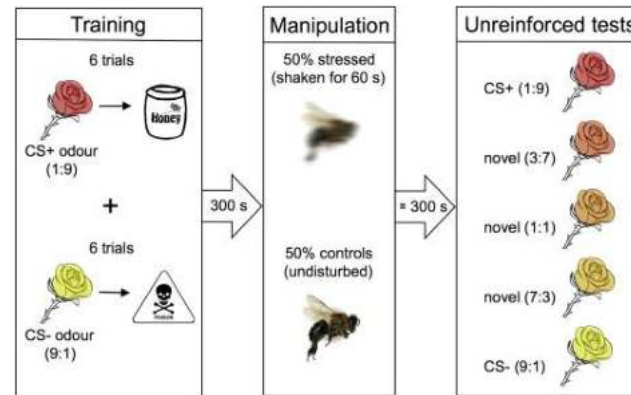 Training
6 trials
Honey
CS+ odour
(1:9)
+
6 trials
POISON
CS- odour
(9:1)
300 s
Manipulation
50% stressed
(shaken for 60 s)
50% controls
(undisturbed)
≤ 300 s
Unreinforced tests
CS+ (1:9)
novel (3:7)
novel (1:1)
novel (7:3)
CS- (9:1)